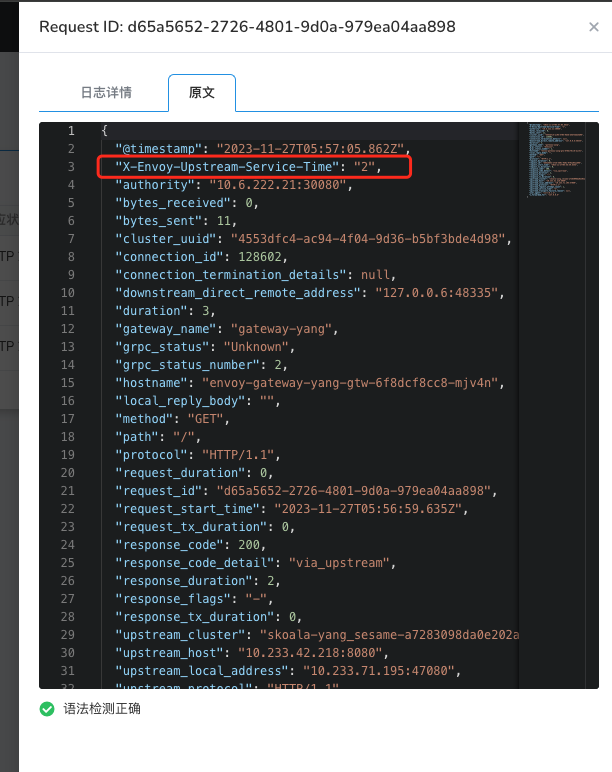 Request ID: d65a5652-2726-4801-9d0a-979ea04aa898 ×
日志详情 原文
1 {
2 "@timestamp": "2023-11-27T05:57:05.862Z",
3 "X-Envoy-Upstream-Service-Time": "2",
4 "authority": "10.6.222.21:30080",
5 "bytes_received": 0,
6 "bytes_sent": 11,
7 "cluster_uuid": "4553dfc4-ac94-4f04-9d36-b5bf3bde4d98",
8 "connection_id": 128602,
9 "connection_termination_details": null,
10 "downstream_direct_remote_address": "127.0.0.6:48335",
11 "duration": 3,
12 "gateway_name": "gateway-yang",
13 "grpc_status": "Unknown",
14 "grpc_status_number": 2,
15 "hostname": "envoy-gateway-yang-gtw-6f8dcf8cc8-mjv4n",
16 "local_reply_body": "",
17 "method": "GET",
18 "path": "/",
19 "protocol": "HTTP/1.1",
20 "request_duration": 0,
21 "request_id": "d65a5652-2726-4801-9d0a-979ea04aa898",
22 "request_start_time": "2023-11-27T05:56:59.635Z",
23 "request_tx_duration": 0,
24 "response_code": 200,
25 "response_code_detail": "via_upstream",
26 "response_duration": 2,
27 "response_flags": "-",
28 "response_tx_duration": 0,
29 "upstream_cluster": "skoala-yang_sesame-a7283098da0e202a
30 "upstream_host": "10.233.42.218:8080",
31 "upstream_local_address": "10.233.71.195:47080",
32 "upstream_protocol": "HTTP/1.1"
语法检测正确
应状
TP
TP
TP